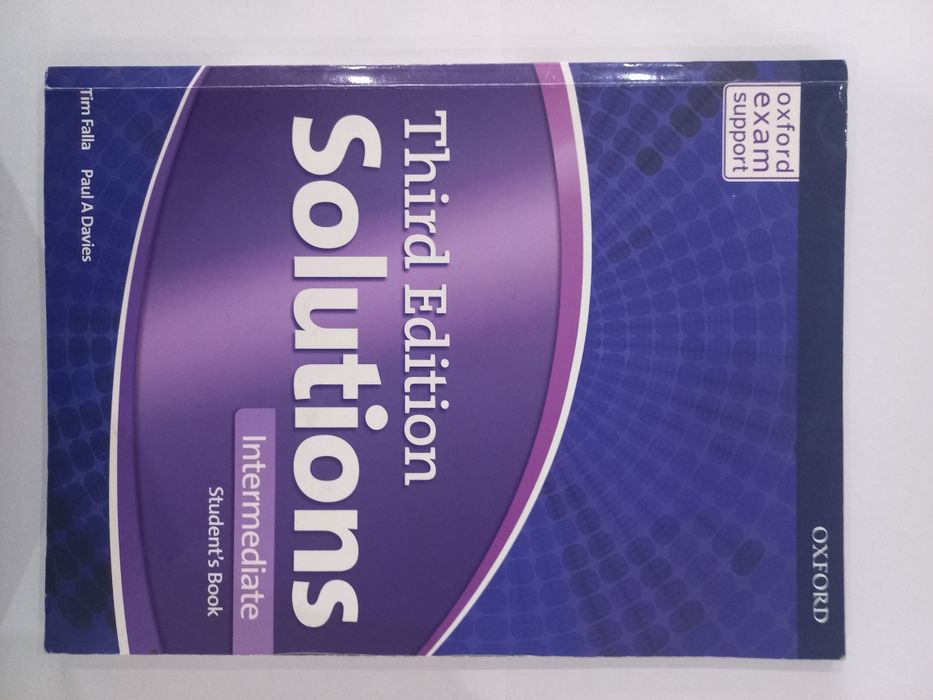 OXFORD
oxford
exam
support
Third Edition
Solutions
Intermediate
Student's Book
Tim Falla Paul A Davies